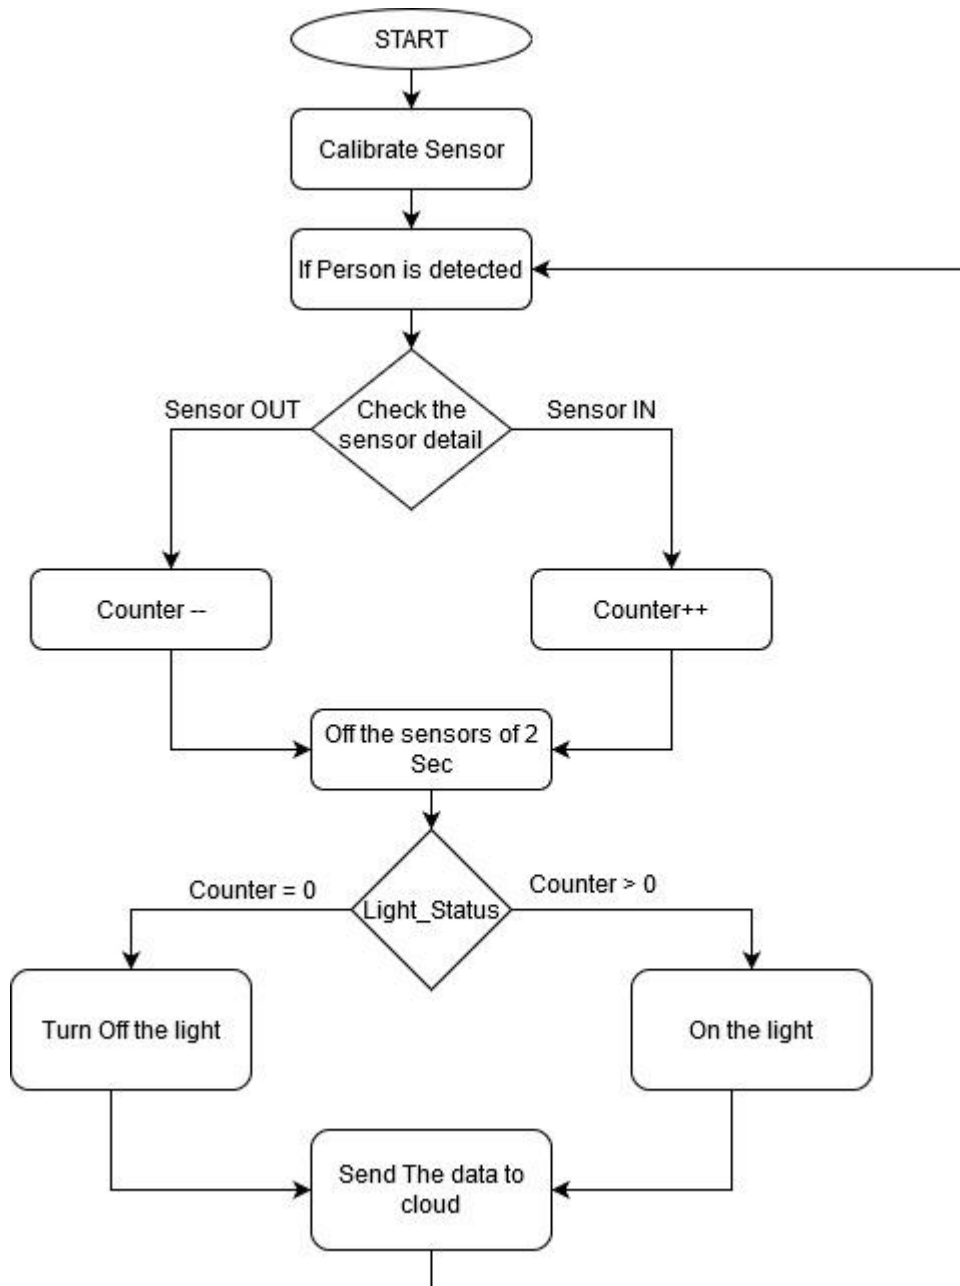 START
Calibrate Sensor
If Person is detected
Check the
sensor detail
Sensor OUT
Sensor IN
Counter --
Counter++
Off the sensors of 2
Sec
Light_Status
Counter = 0
Counter > 0
Turn Off the light
On the light
Send The data to
cloud